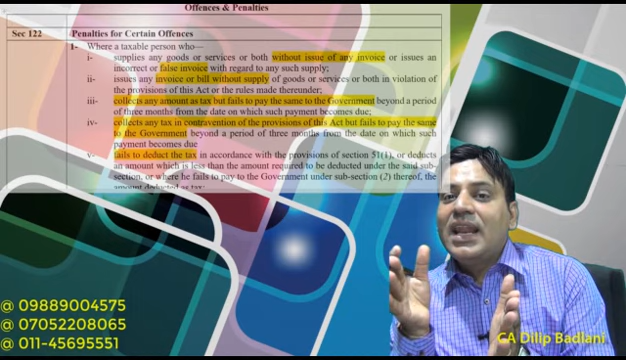 Offences & Penalties
Sec 122 Penalties for Certain Offences
1- Where a taxable person who—
i- supplies any goods or services or both without issue of any invoice or issues an
incorrect or false invoice with regard to any such supply;
ii- issues any invoice or bill without supply of goods or services or both in violation of
the provisions of this Act or the rules made thereunder;
iii- collects any amount as tax but fails to pay the same to the Government beyond a period
of three months from the date on which such payment becomes due;
iv- collects any tax in contravention of the provisions of this Act but fails to pay the same
to the Government beyond a period of three months from the date on which such
payment becomes due
v- fails to deduct the tax in accordance with the provisions of section 51(1), or deducts
an amount which is less than the amount required to be deducted under the said sub-
section, or where he fails to pay to the Government under sub-section (2) thereof, the
amount deducted as tax;
@ 09889004575
@ 07052208065
@ 011-45695551
CA Dilip Badlani